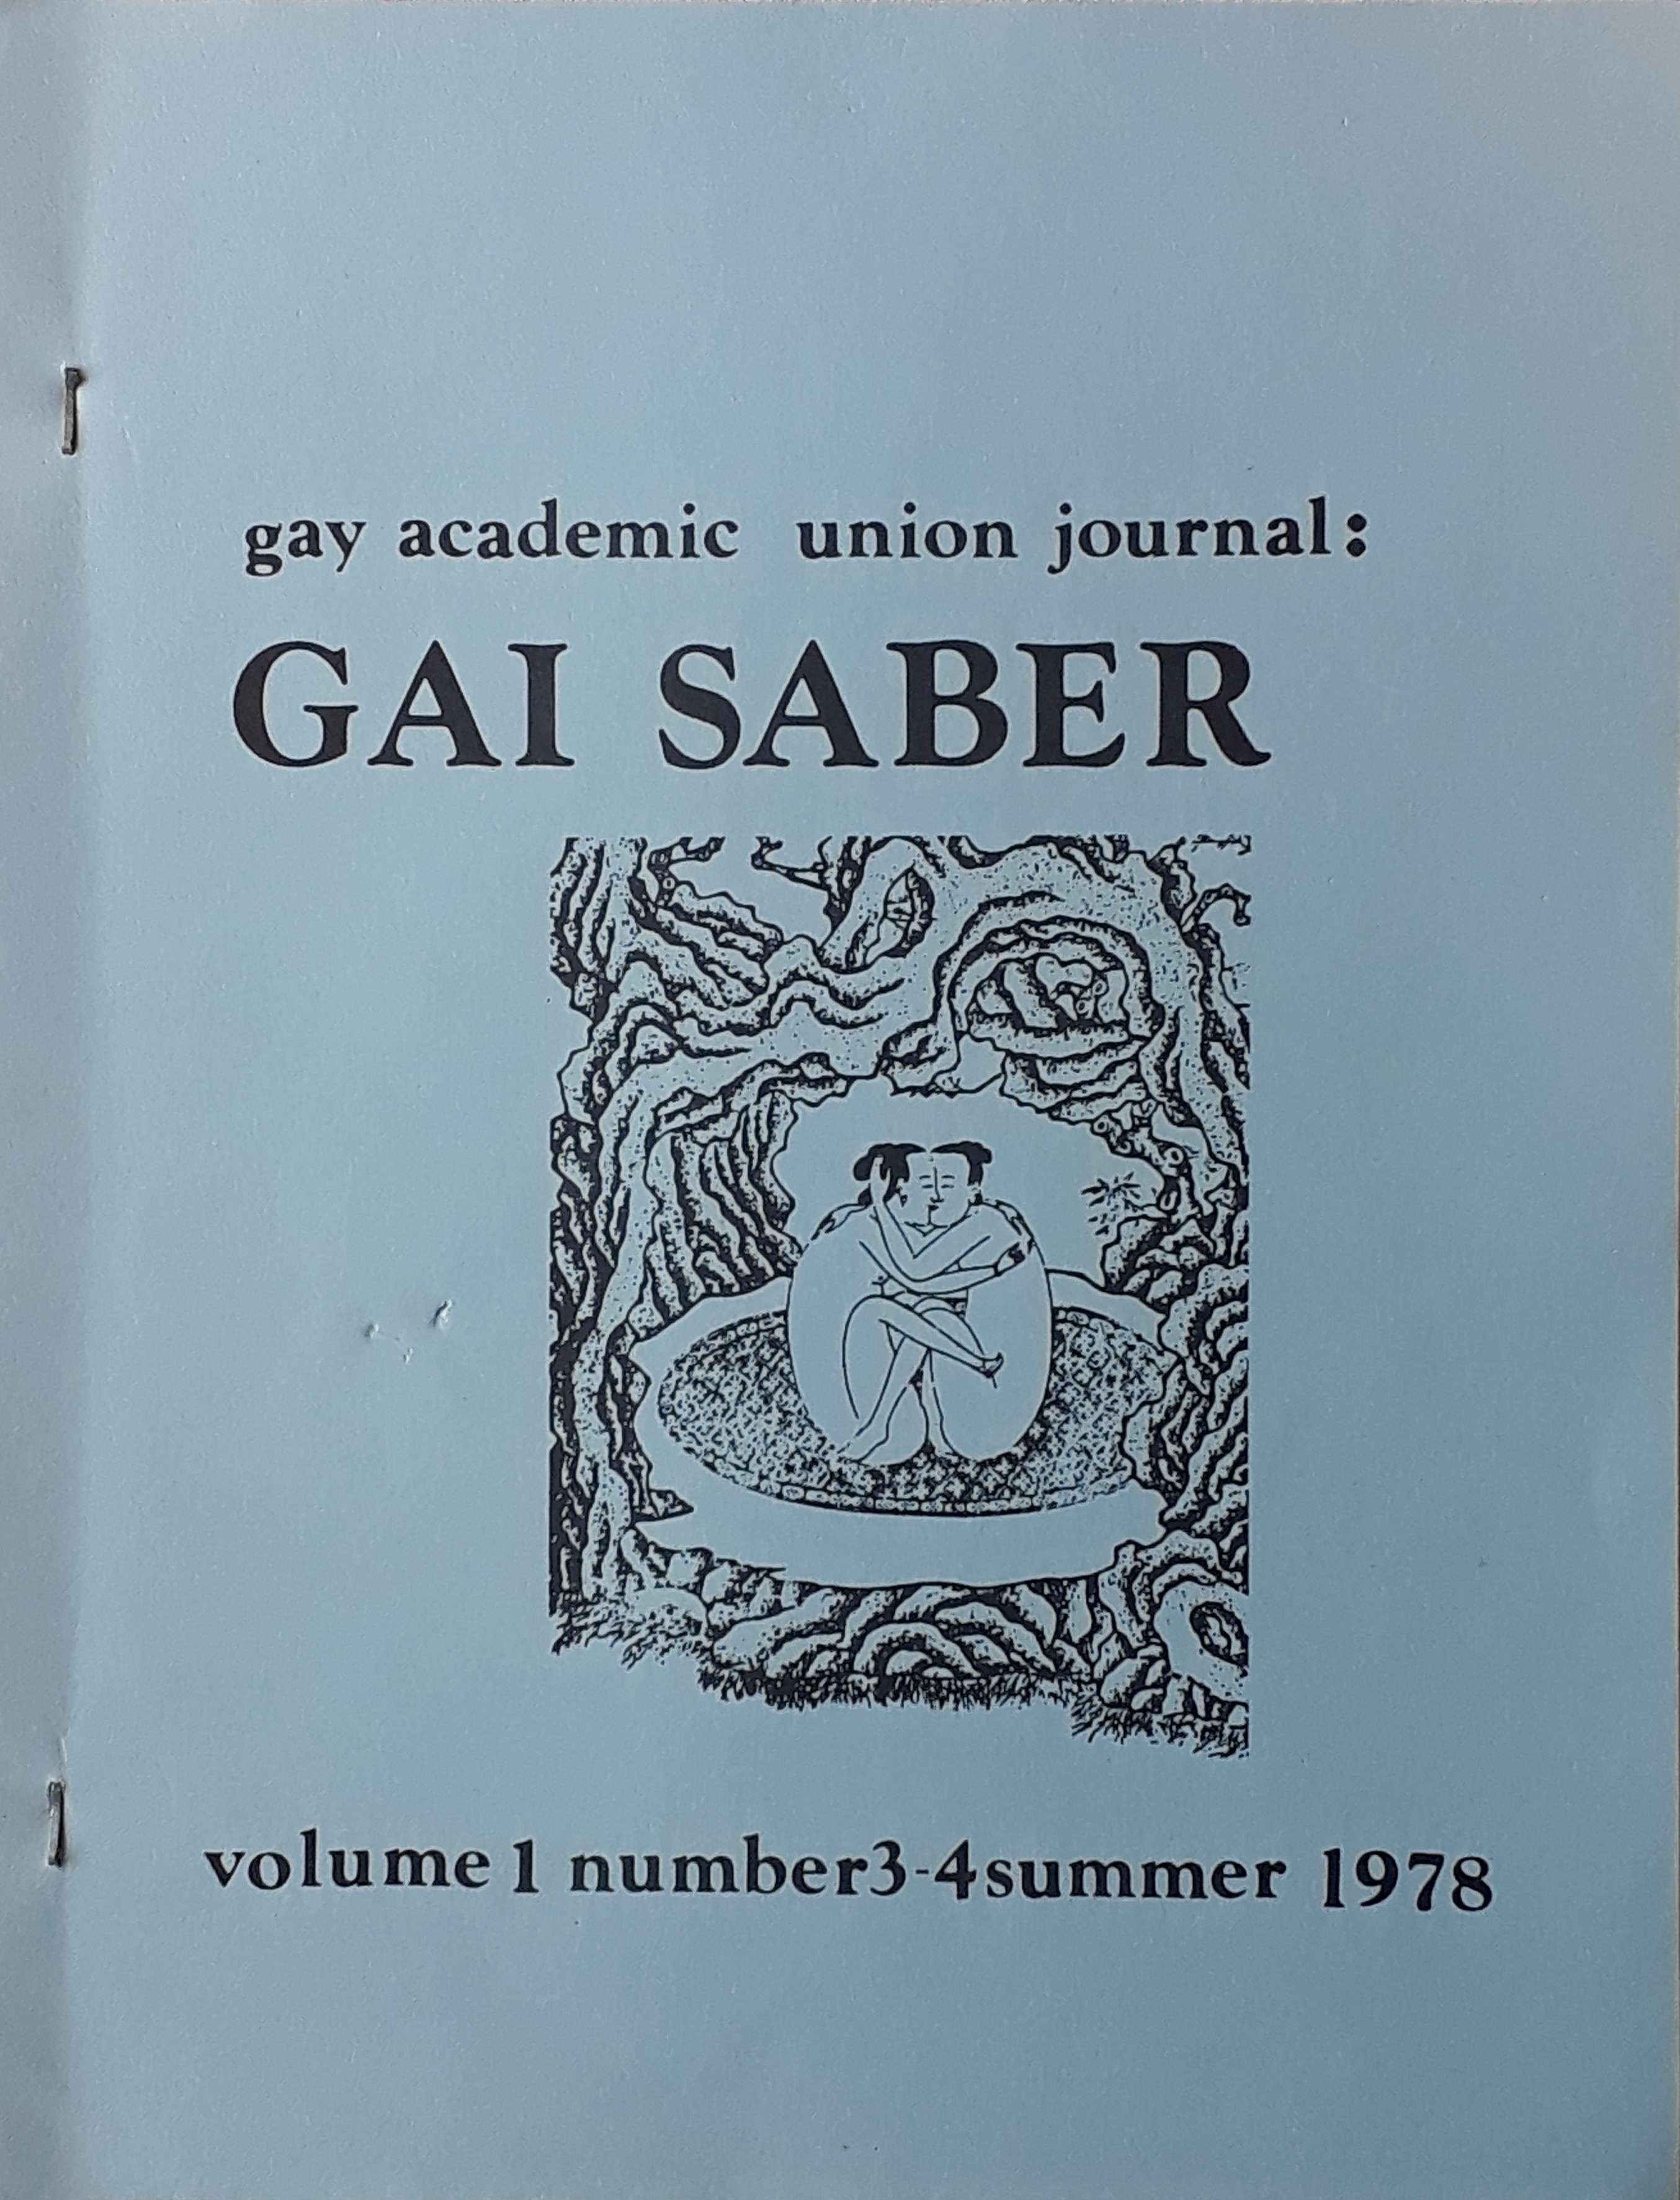 gay academic union journal:
GAI SABER
volume 1 number3-4summer 1978